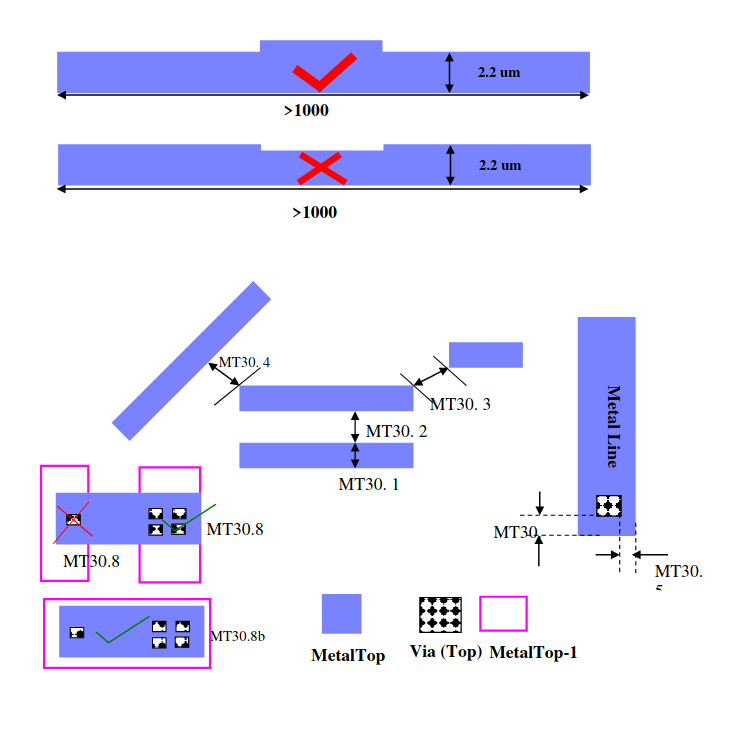 2.2 um
>1000
2.2 um
>1000
MT30. 4
MT30. 3
MT30. 2
MT30. 1
Metal Line
MT30.8
MT30
MT30.8
MT30.
MT30.8b
MetalTop
Via (Top)
MetalTop-1